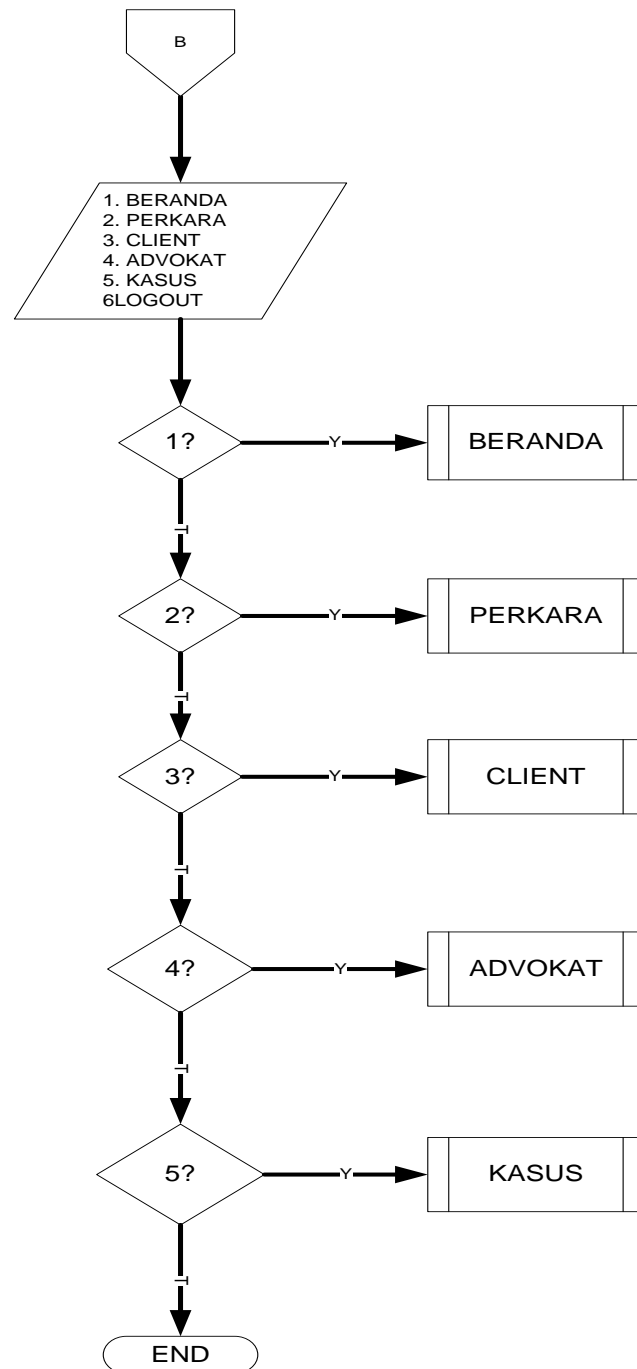 B
1. BERANDA
2. PERKARA
3. CLIENT
4. ADVOKAT
5. KASUS
6LOGOUT
1?
Y
BERANDA
T
2?
Y
PERKARA
T
3?
Y
CLIENT
T
4?
Y
ADVOKAT
T
5?
Y
KASUS
T
END